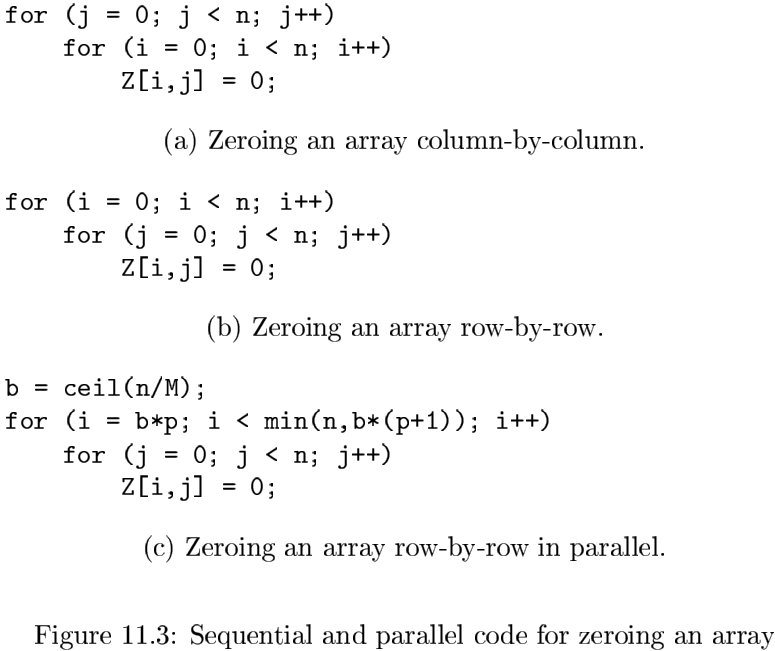 for (j = 0; j < n; j++)
    for (i = 0; i < n; i++)
        Z[i,j] = 0;
(a) Zeroing an array column-by-column.
for (i = 0; i < n; i++)
    for (j = 0; j < n; j++)
        Z[i,j] = 0;
(b) Zeroing an array row-by-row.
b = ceil(n/M);
for (i = b*p; i < min(n,b*(p+1)); i++)
    for (j = 0; j < n; j++)
        Z[i,j] = 0;
(c) Zeroing an array row-by-row in parallel.
Figure 11.3: Sequential and parallel code for zeroing an array